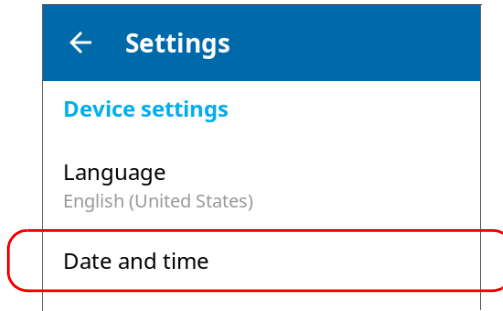 Settings
Device settings
Language
English (United States)
Date and time